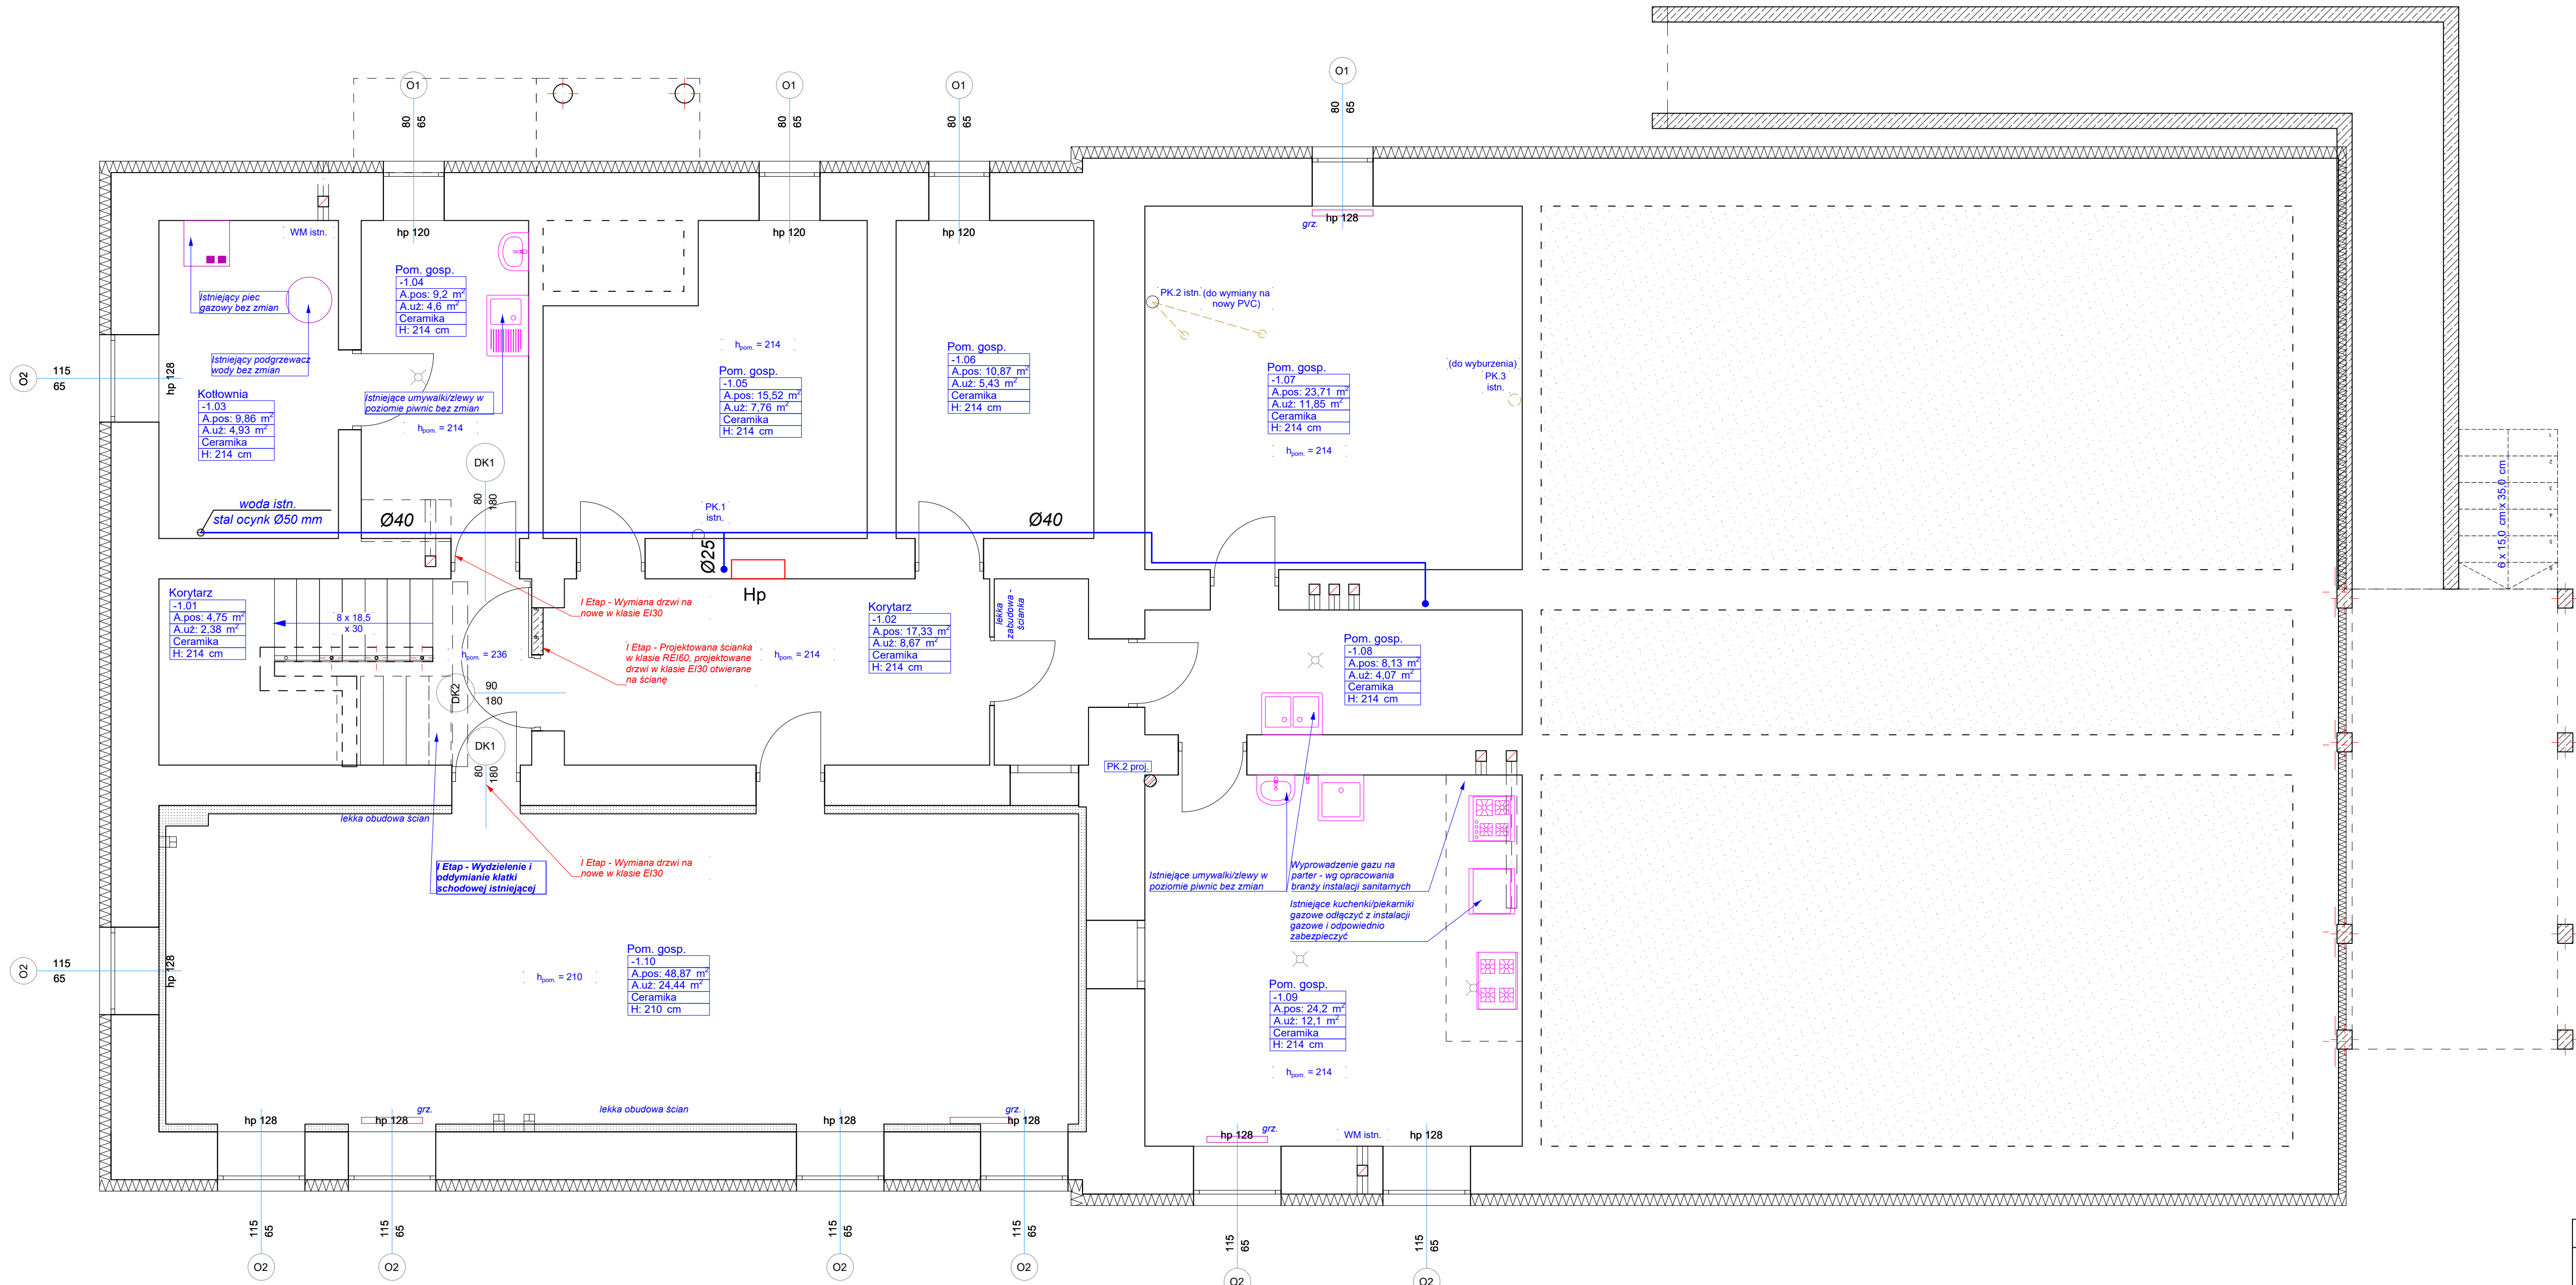 O1
80
65
O1
80
65
O1
80
65
O1
80
65
hp 120
hp 120
hp 120
hp 128
grz.
WM istn.
Istniejący piec
gazowy bez zmian
Istniejący podgrzewacz
wody bez zmian
O2
115
65
hp 128
Kotłownia
-1.03
A.pos: 9,86 m²
A.uż: 4,93 m²
Ceramika
H: 214 cm
Pom. gosp.
-1.04
A.pos: 9,2 m²
A.uż: 4,6 m²
Ceramika
H: 214 cm
Istniejące umywalki/zlewy w
poziomie piwnic bez zmian
hpom. = 214
DK1
80
180
hpom. = 214
Pom. gosp.
-1.05
A.pos: 15,52 m²
A.uż: 7,76 m²
Ceramika
H: 214 cm
Pom. gosp.
-1.06
A.pos: 10,87 m²
A.uż: 5,43 m²
Ceramika
H: 214 cm
PK.2 istn. (do wymiany na
nowy PVC)
Pom. gosp.
-1.07
A.pos: 23,71 m²
A.uż: 11,85 m²
Ceramika
H: 214 cm
hpom. = 214
(do wyburzenia)
PK.3
istn.
woda istn.
stal ocynk Ø50 mm
Ø40
PK.1
istn.
Ø25
Ø40
Hp
6 x 15,0 cm x 35,0 cm
Korytarz
-1.01
A.pos: 4,75 m²
A.uż: 2,38 m²
Ceramika
H: 214 cm
8 x 18,5
x 30
hpom. = 236
I Etap - Wymiana drzwi na
nowe w klasie EI30
I Etap - Projektowana ścianka
w klasie REI60, projektowane
drzwi w klasie EI30 otwierane
na ścianę
hpom. = 214
Korytarz
-1.02
A.pos: 17,33 m²
A.uż: 8,67 m²
Ceramika
H: 214 cm
lekka
zabudowa -
ścianka
Pom. gosp.
-1.08
A.pos: 8,13 m²
A.uż: 4,07 m²
Ceramika
H: 214 cm
DK2
90
180
DK1
80
180
PK.2 proj.
lekka obudowa ścian
I Etap - Wydzielenie i
oddymianie klatki
schodowej istniejącej
I Etap - Wymiana drzwi na
nowe w klasie EI30
Istniejące umywalki/zlewy w
poziomie piwnic bez zmian
Wyprowadzenie gazu na
parter - wg opracowania
branży instalacji sanitarnych
Istniejące kuchenki/piekarniki
gazowe odłączyć z instalacji
gazowe i odpowiednio
zabezpieczyć
O2
115
65
hp 128
hpom. = 210
Pom. gosp.
-1.10
A.pos: 48,87 m²
A.uż: 24,44 m²
Ceramika
H: 210 cm
Pom. gosp.
-1.09
A.pos: 24,2 m²
A.uż: 12,1 m²
Ceramika
H: 214 cm
hpom. = 214
hp 128
hp 128
grz.
lekka obudowa ścian
hp 128
grz.
hp 128
hp 128
grz.
WM istn.
hp 128
115
65
O2
115
65
O2
115
65
O2
115
65
O2
115
65
O2
115
65
O2